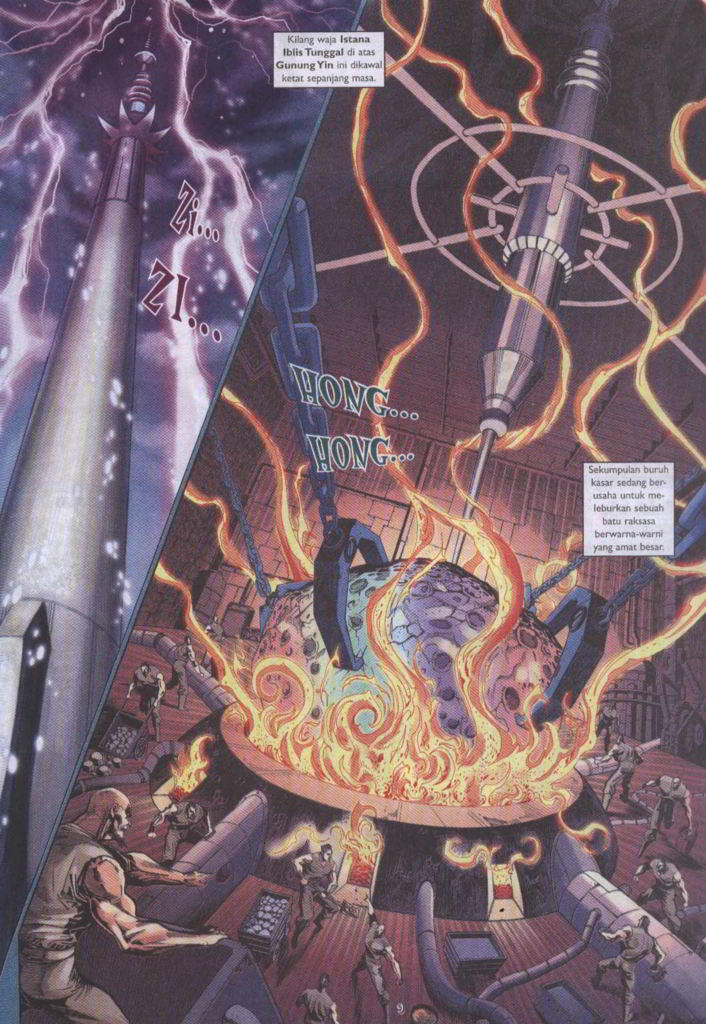 Kilang waja Istana
Iblis Tunggal di atas
Gunung Yin ini dikawal
ketat sepanjang masa.
Zi...
ZI...
HONG...
HONG...
Sekumpulan buruh
kasar sedang ber-
usaha untuk me-
leburkan sebuah
batu raksasa
berwarna-warni
yang amat besar.
9